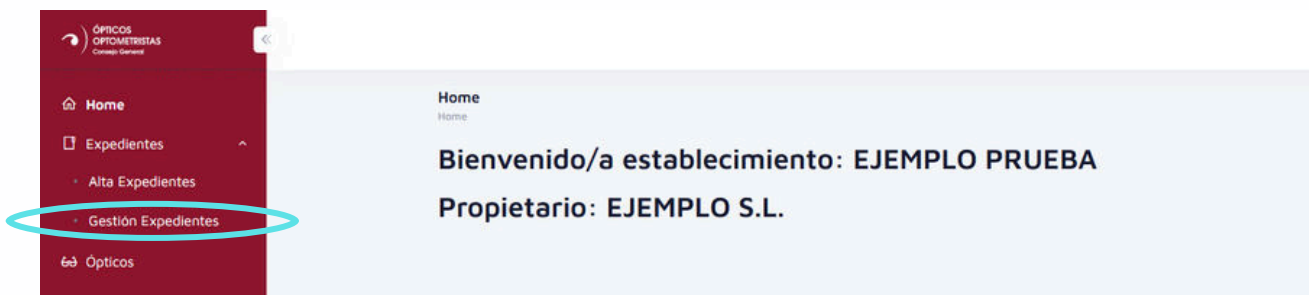 ÓPTICOS
OPTOMETRISTAS
Consejo General
Home
Expedientes
Alta Expedientes
Gestión Expedientes
Ópticos
Home
Home
Bienvenido/a establecimiento: EJEMPLO PRUEBA
Propietario: EJEMPLO S.L.